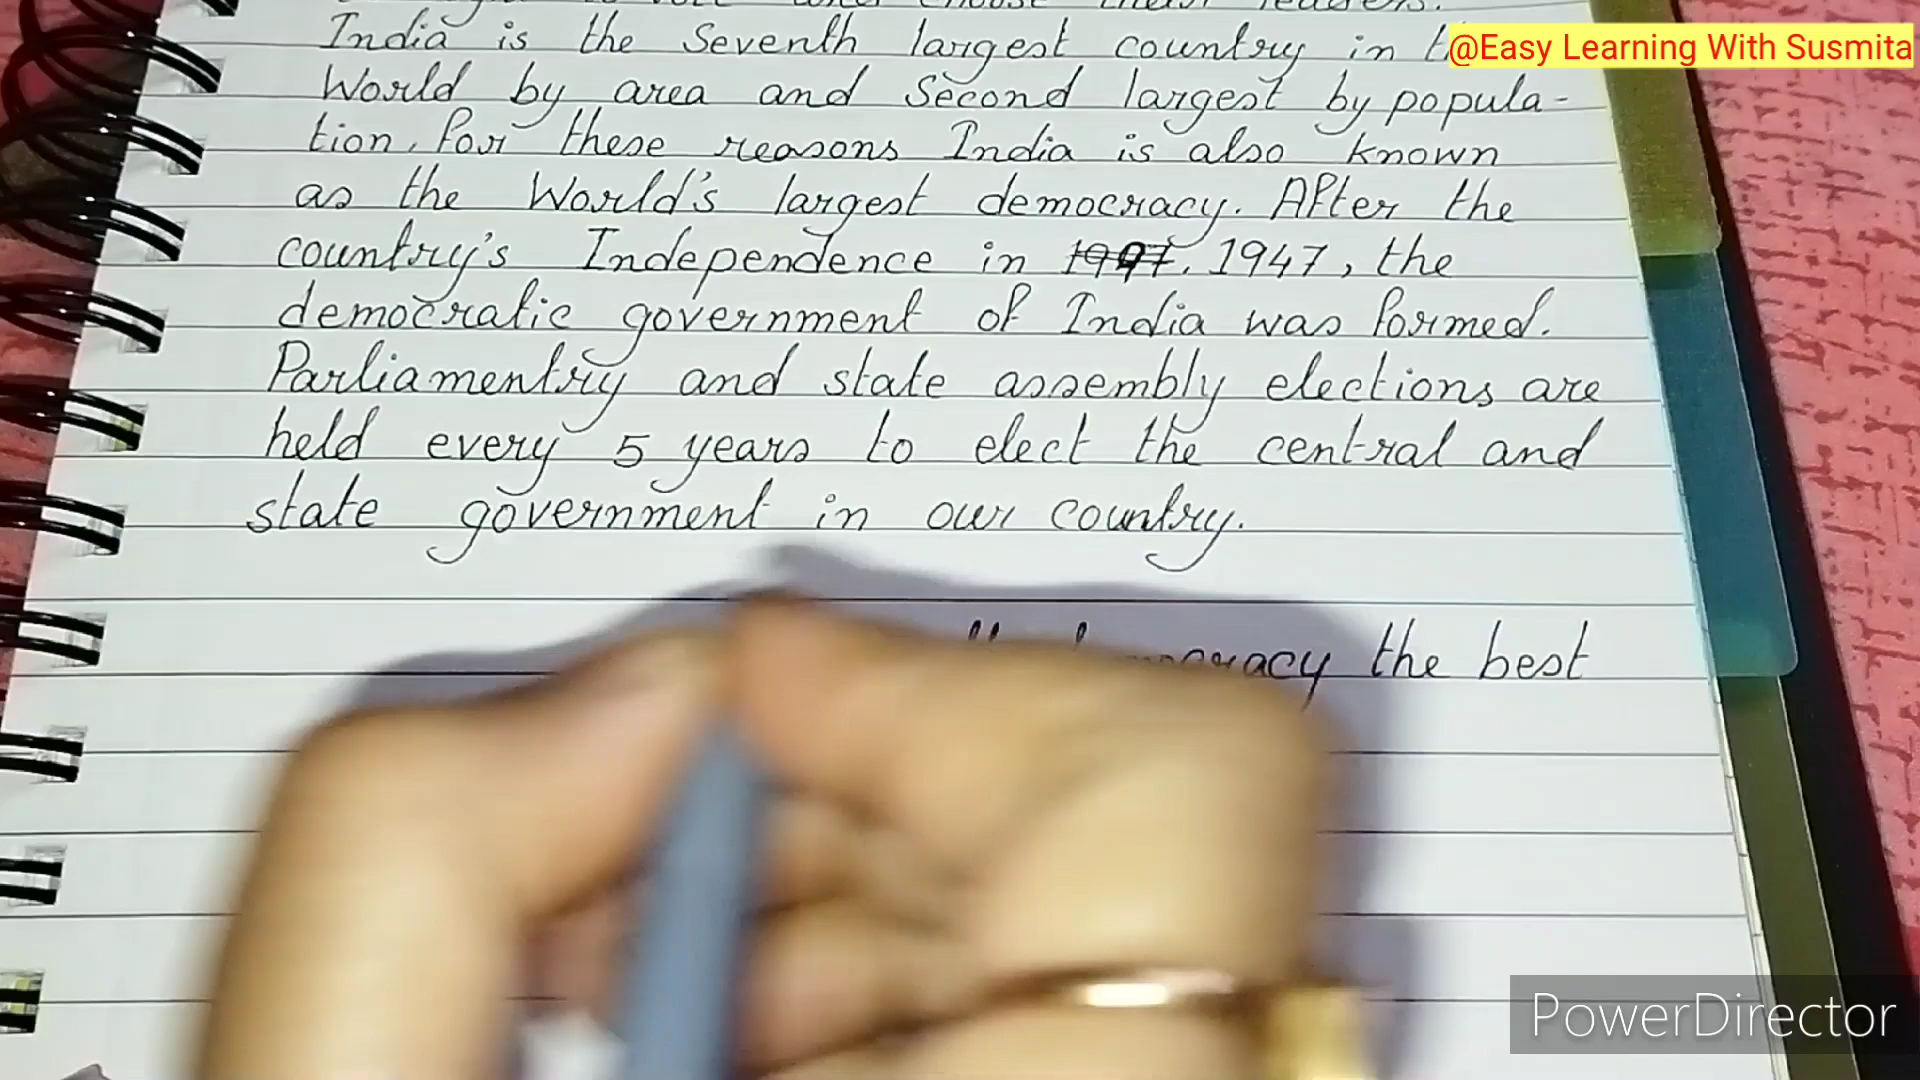 India is the Seventh largest country in
@Easy Learning With Susmita
World by area and Second largest by popula-
tion. For these reasons India is also known
as the World's largest democracy. After the
country's Independence in 1997. 1947, the
democratic government of India was formed.
Parliamentry and state assembly elections are
held every 5 years to elect the central and
state government in our country.
the best
PowerDirector